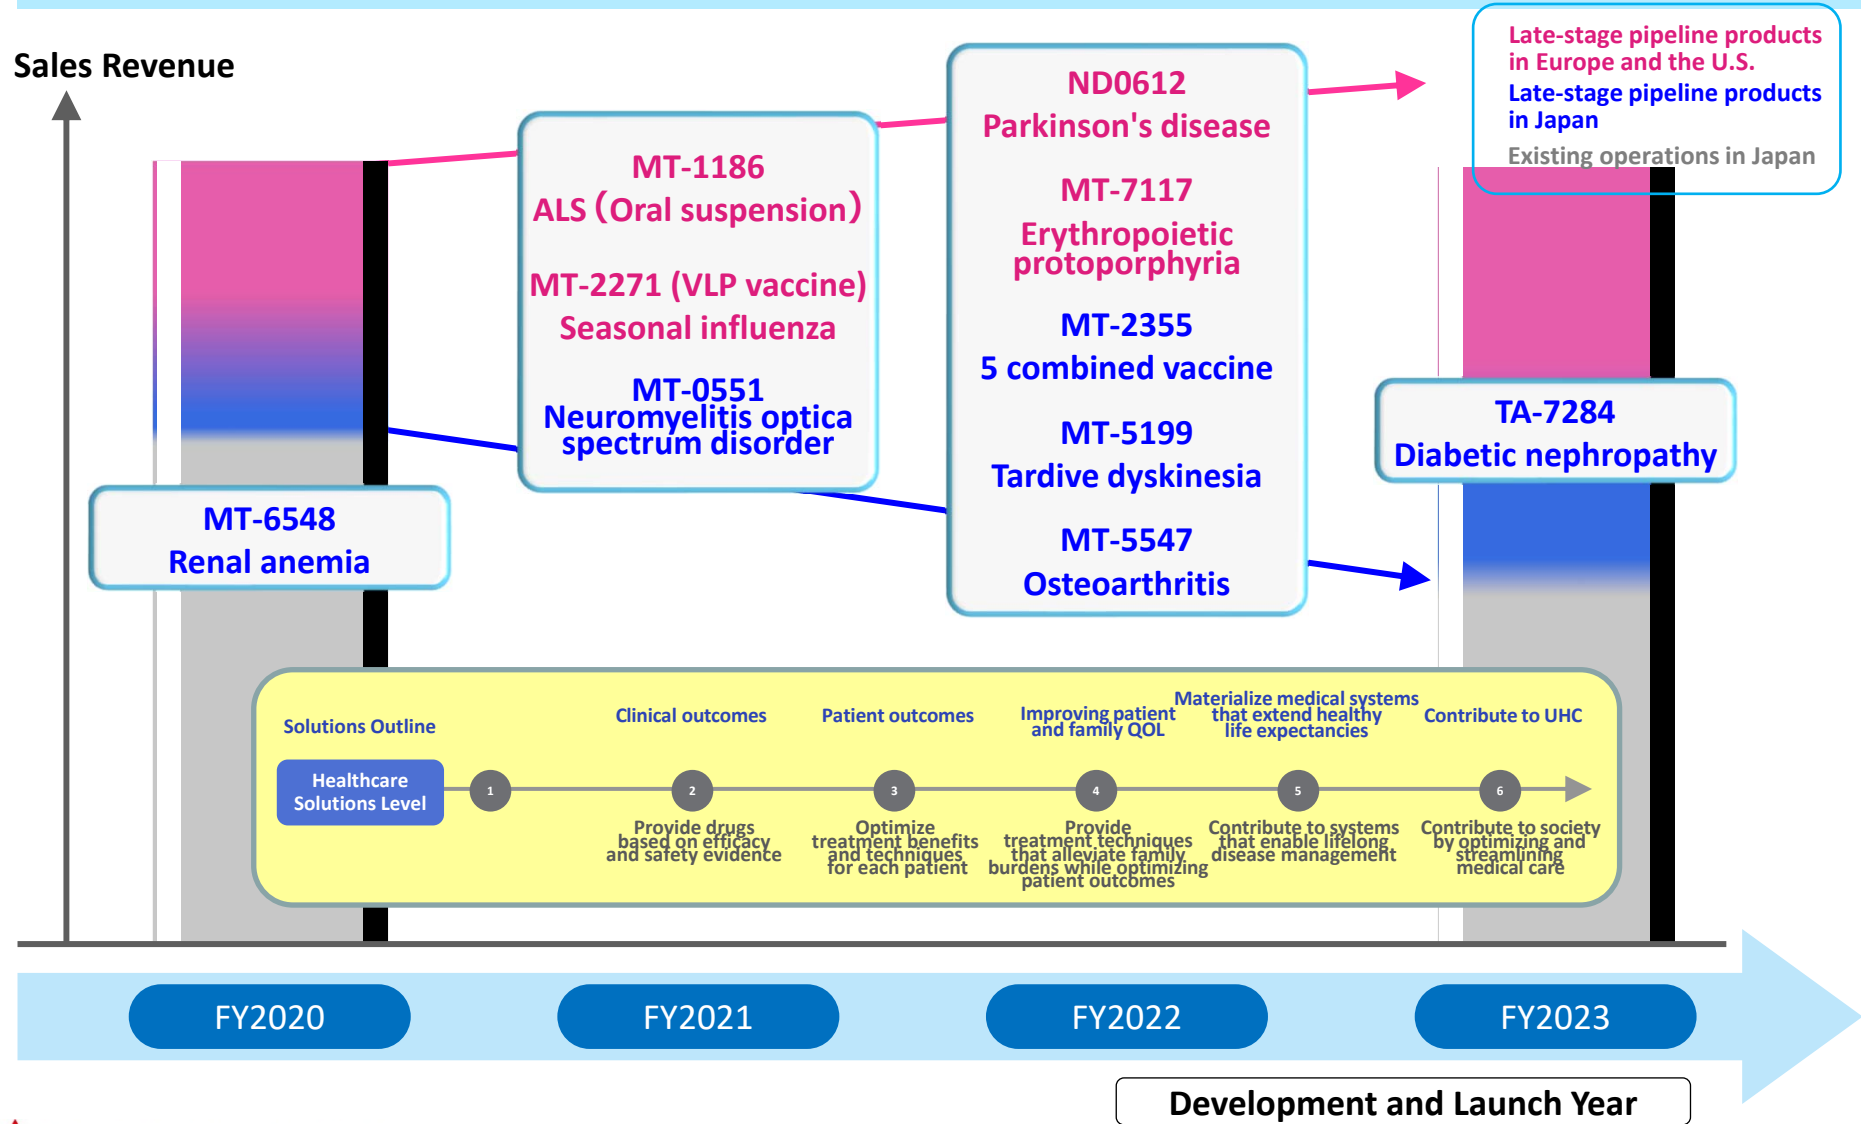 Sales Revenue
Late-stage pipeline products
in Europe and the U.S.
Late-stage pipeline products
in Japan
Existing operations in Japan
MT-6548
Renal anemia
MT-1186
ALS（Oral suspension）
MT-2271 (VLP vaccine)
Seasonal influenza
MT-0551
Neuromyelitis optica
spectrum disorder
ND0612
Parkinson's disease
MT-7117
Erythropoietic
protoporphyria
MT-2355
5 combined vaccine
MT-5199
Tardive dyskinesia
MT-5547
Osteoarthritis
TA-7284
Diabetic nephropathy
Solutions Outline
Clinical outcomes
Patient outcomes
Improving patient
and family QOL
Materialize medical systems
that extend healthy
life expectancies
Contribute to UHC
Healthcare
Solutions Level
1
2
3
4
5
6
Provide drugs
based on efficacy
and safety evidence
Optimize
treatment benefits
and techniques
for each patient
Provide
treatment techniques
that alleviate family
burdens while optimizing
patient outcomes
Contribute to systems
that enable lifelong
disease management
Contribute to society
by optimizing and
streamlining
medical care
FY2020
FY2021
FY2022
FY2023
Development and Launch Year